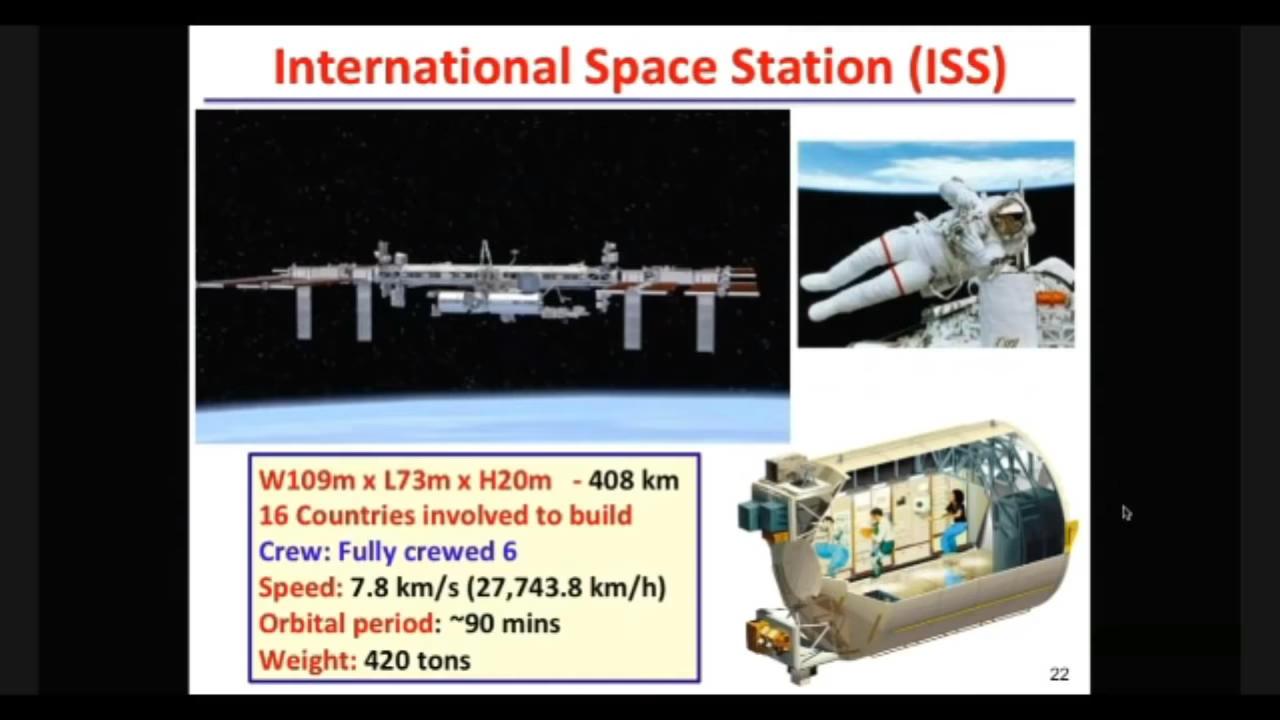 International Space Station (ISS)
W109m x L73m x H20m - 408 km
16 Countries involved to build
Crew: Fully crewed 6
Speed: 7.8 km/s (27,743.8 km/h)
Orbital period: ~90 mins
Weight: 420 tons
22